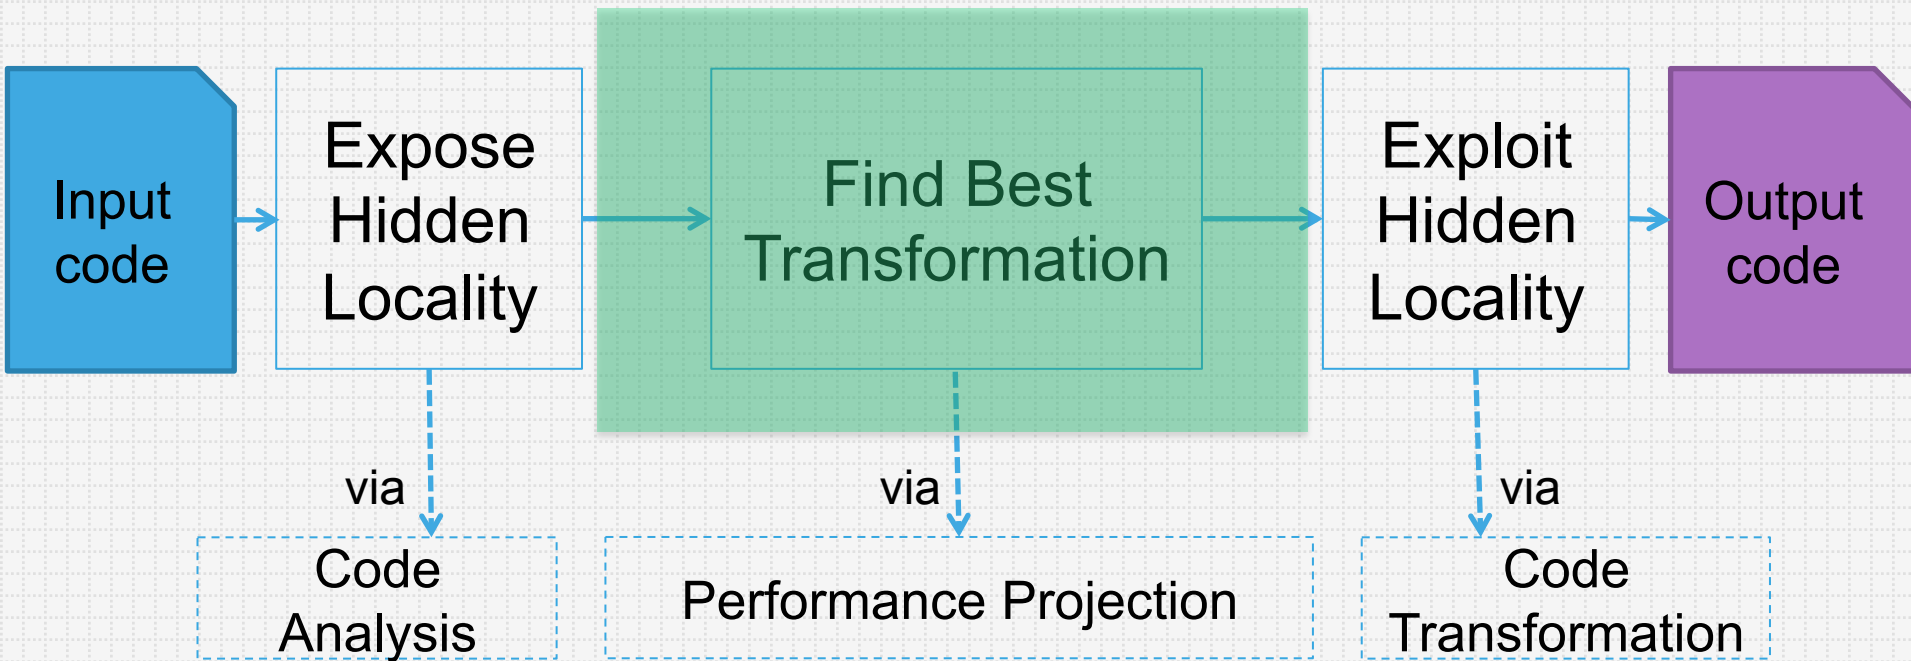 Input
code
Expose
Hidden
Locality
Find Best
Transformation
Exploit
Hidden
Locality
Output
code
via
via
via
Code
Analysis
Performance Projection
Code
Transformation